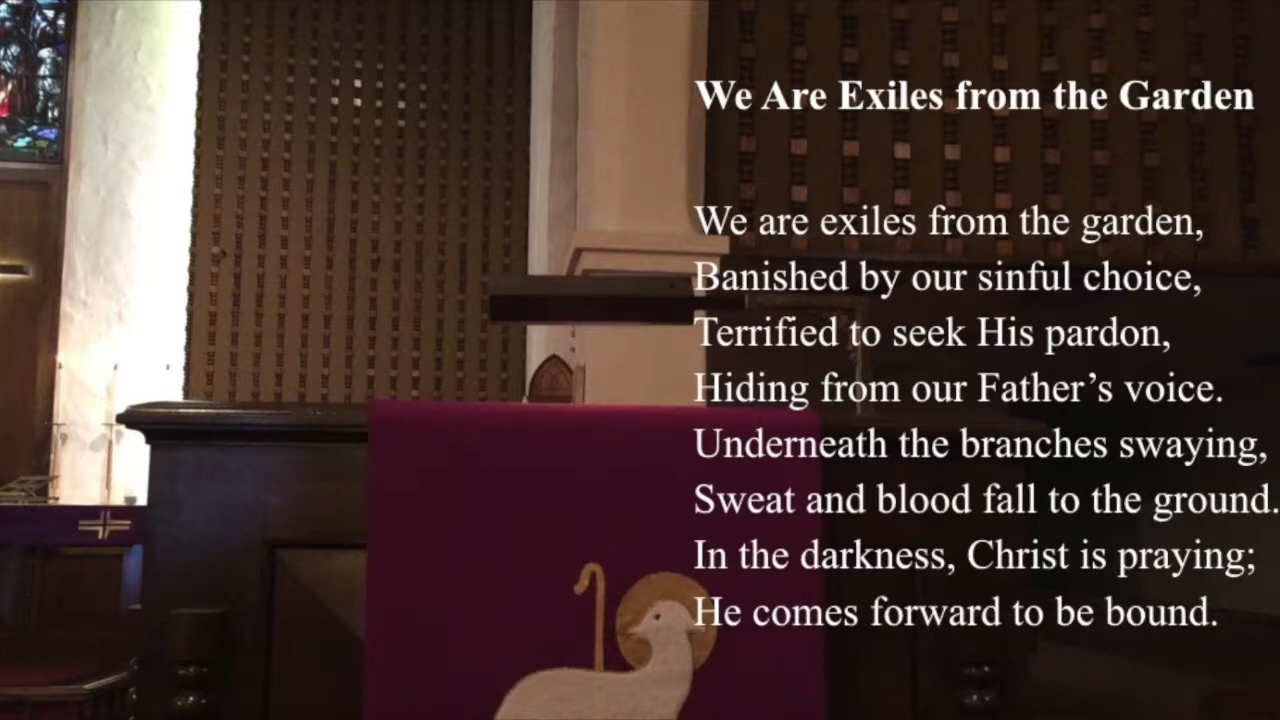 We Are Exiles from the Garden
We are exiles from the garden,
Banished by our sinful choice,
Terrified to seek His pardon,
Hiding from our Father’s voice.
Underneath the branches swaying,
Sweat and blood fall to the ground.
In the darkness, Christ is praying;
He comes forward to be bound.